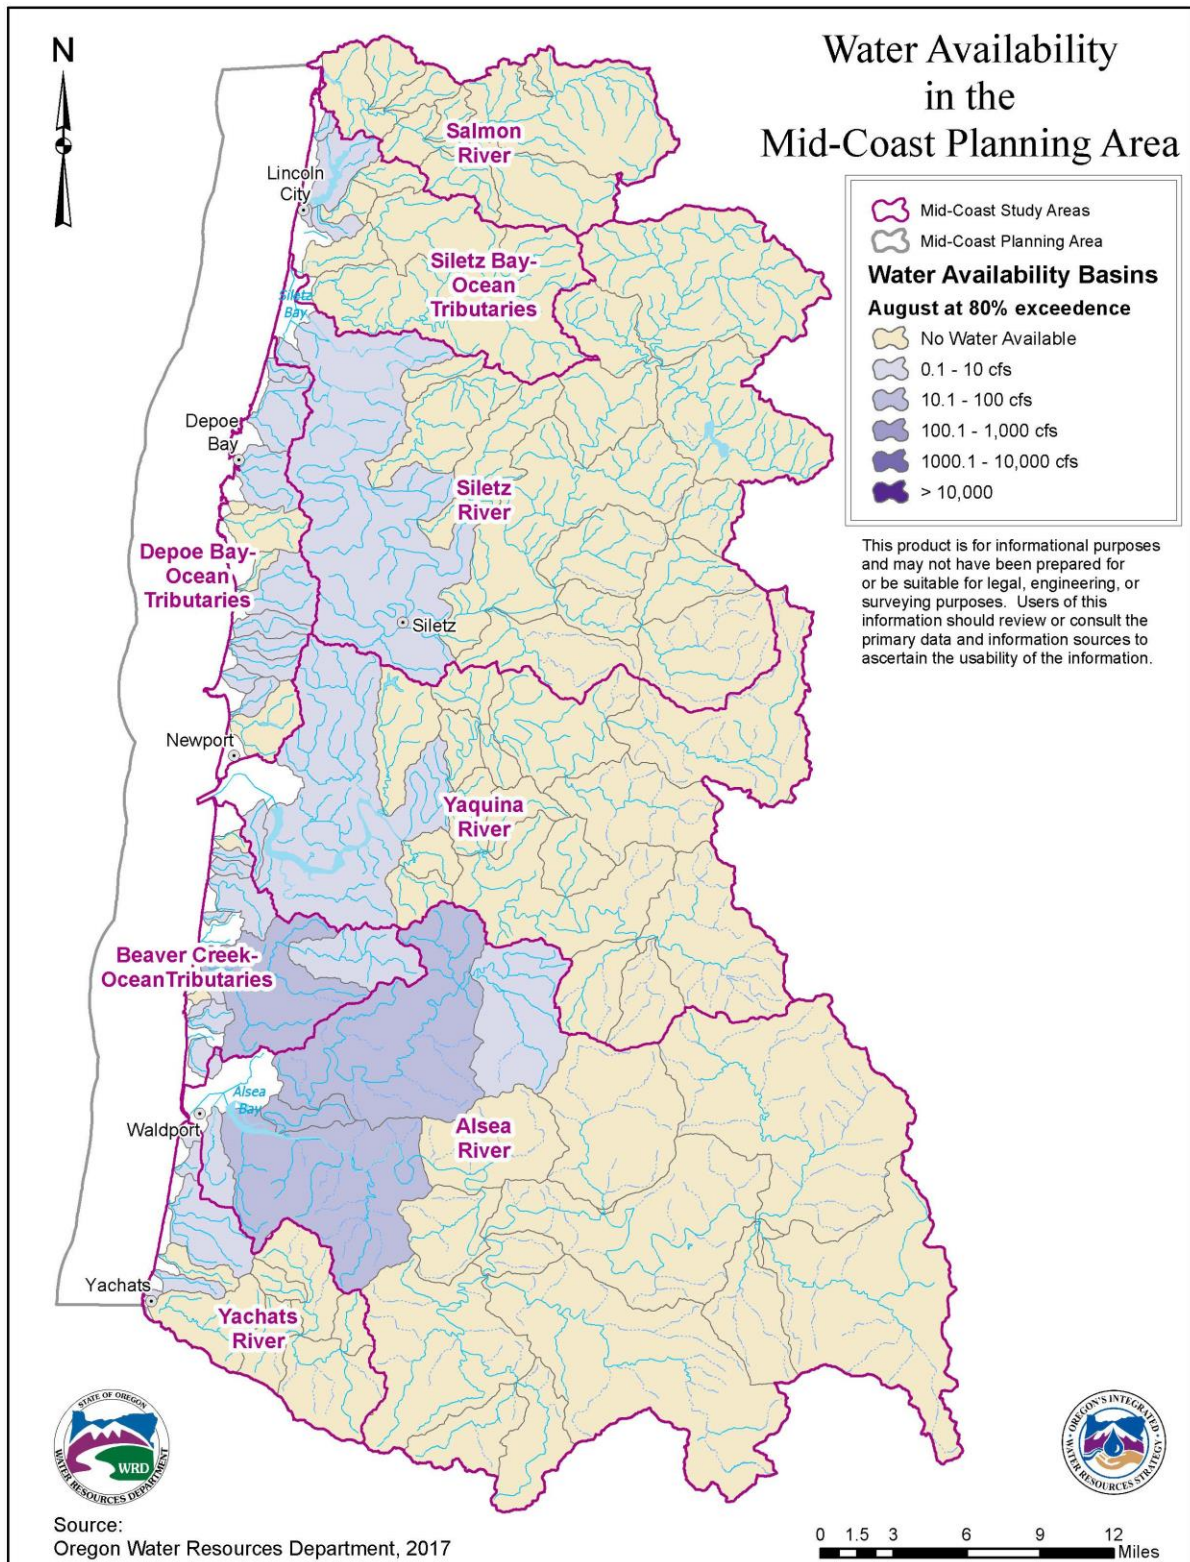 Water Availability
in the
Mid-Coast Planning Area
N
Mid-Coast Study Areas
Mid-Coast Planning Area
Water Availability Basins
August at 80% exceedence
No Water Available
0.1 - 10 cfs
10.1 - 100 cfs
100.1 - 1,000 cfs
1000.1 - 10,000 cfs
> 10,000
This product is for informational purposes
and may not have been prepared for
or be suitable for legal, engineering, or
surveying purposes. Users of this
information should review or consult the
primary data and information sources to
ascertain the usability of the information.
Salmon
River
Lincoln
City
Siletz Bay-
Ocean
Tributaries
Siletz
Bay
Depoe
Bay
Siletz
River
Depoe Bay-
Ocean
Tributaries
Siletz
Newport
Yaquina
River
Beaver Creek-
OceanTributaries
Alsea
Bay
Waldport
Alsea
River
Yachats
Yachats
River
STATE OF OREGON
WRD
WATER RESOURCES DEPARTMENT
OREGON'S INTEGRATED
WATER RESOURCES STRATEGY
Source:
Oregon Water Resources Department, 2017
0 1.5 3 6 9 12
Miles